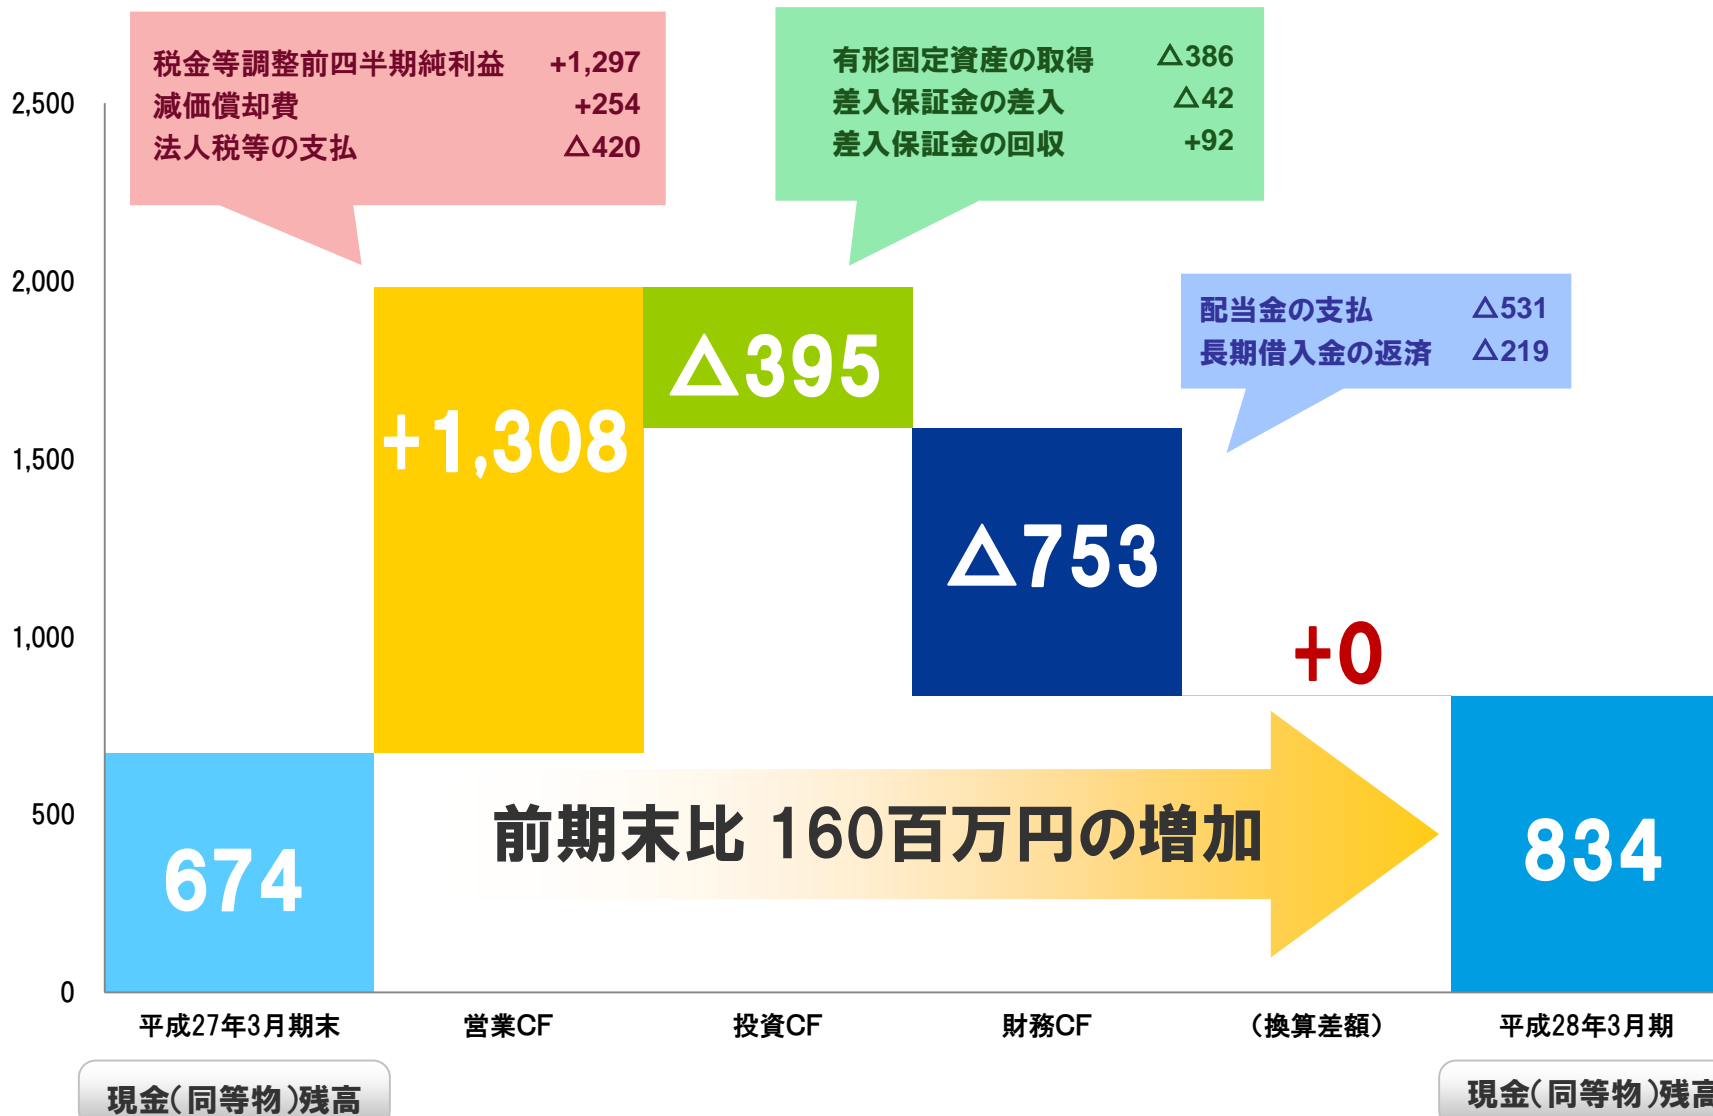 税金等調整前四半期純利益 +1,297
減価償却費 +254
法人税等の支払 △420
有形固定資産の取得 △386
差入保証金の差入 △42
差入保証金の回収 +92
配当金の支払 △531
長期借入金の返済 △219
2,500
2,000
1,500
1,000
500
0
+1,308
△395
△753
+0
674
前期末比 160百万円の増加
834
平成27年3月期末
営業CF
投資CF
財務CF
（換算差額）
平成28年3月期
現金（同等物）残高
現金（同等物）残高